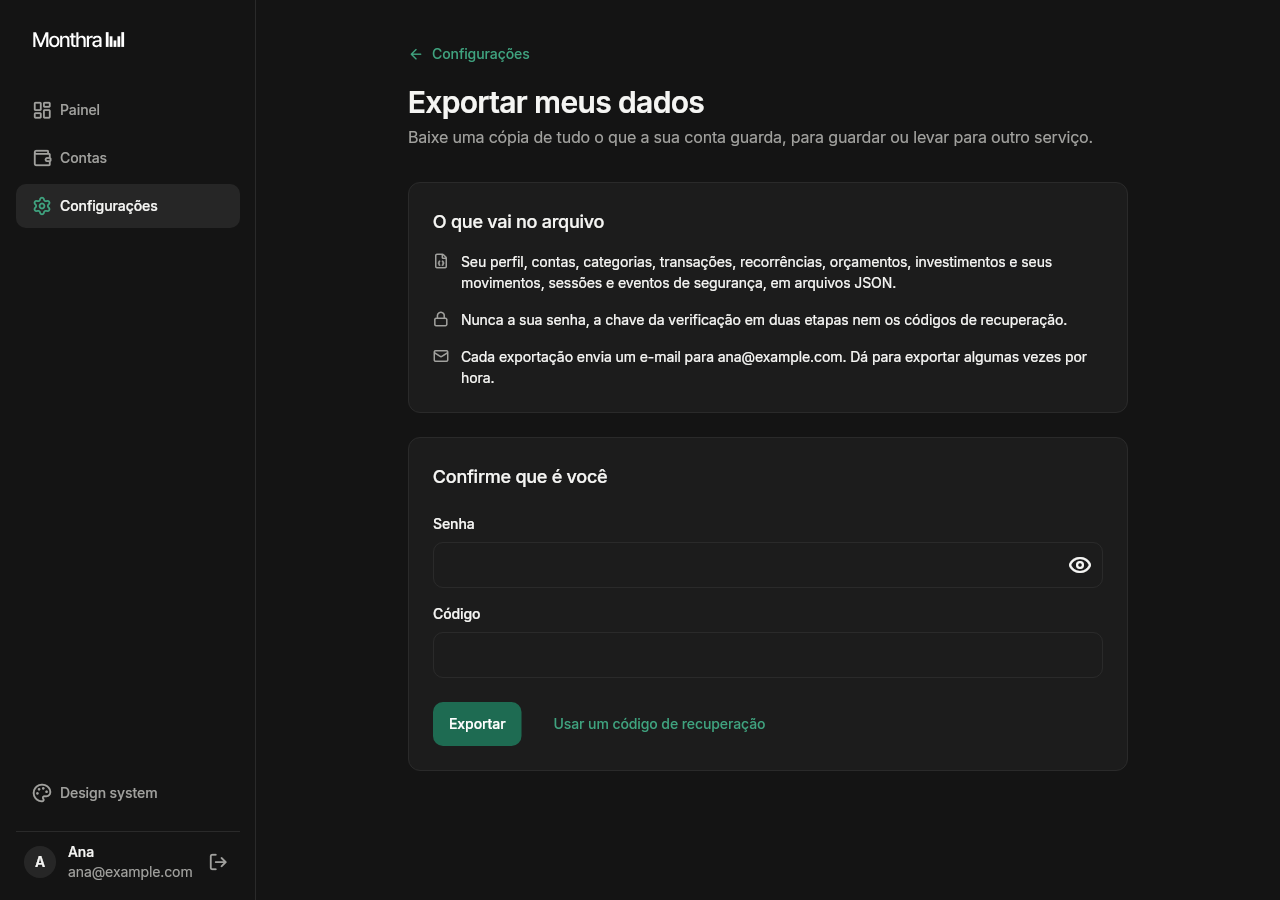 Monthra
Painel
Contas
Configurações
Design system
A
Ana
ana@example.com
Configurações
Exportar meus dados
Baixe uma cópia de tudo o que a sua conta guarda, para guardar ou levar para outro serviço.
O que vai no arquivo
Seu perfil, contas, categorias, transações, recorrências, orçamentos, investimentos e seus
movimentos, sessões e eventos de segurança, em arquivos JSON.
Nunca a sua senha, a chave da verificação em duas etapas nem os códigos de recuperação.
Cada exportação envia um e-mail para ana@example.com. Dá para exportar algumas vezes por
hora.
Confirme que é você
Senha
Código
Exportar
Usar um código de recuperação